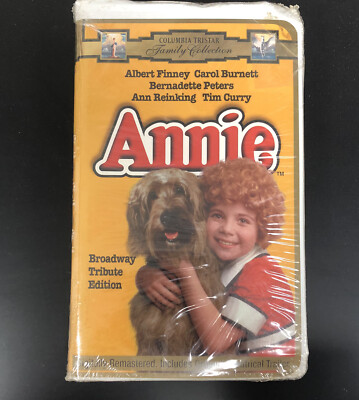 COLUMBIA TRISTAR
Family Collection
Albert Finney Carol Burnett
Bernadette Peters
Ann Reinking Tim Curry
Annie
TM
Broadway
Tribute
Edition
Remastered. Includes